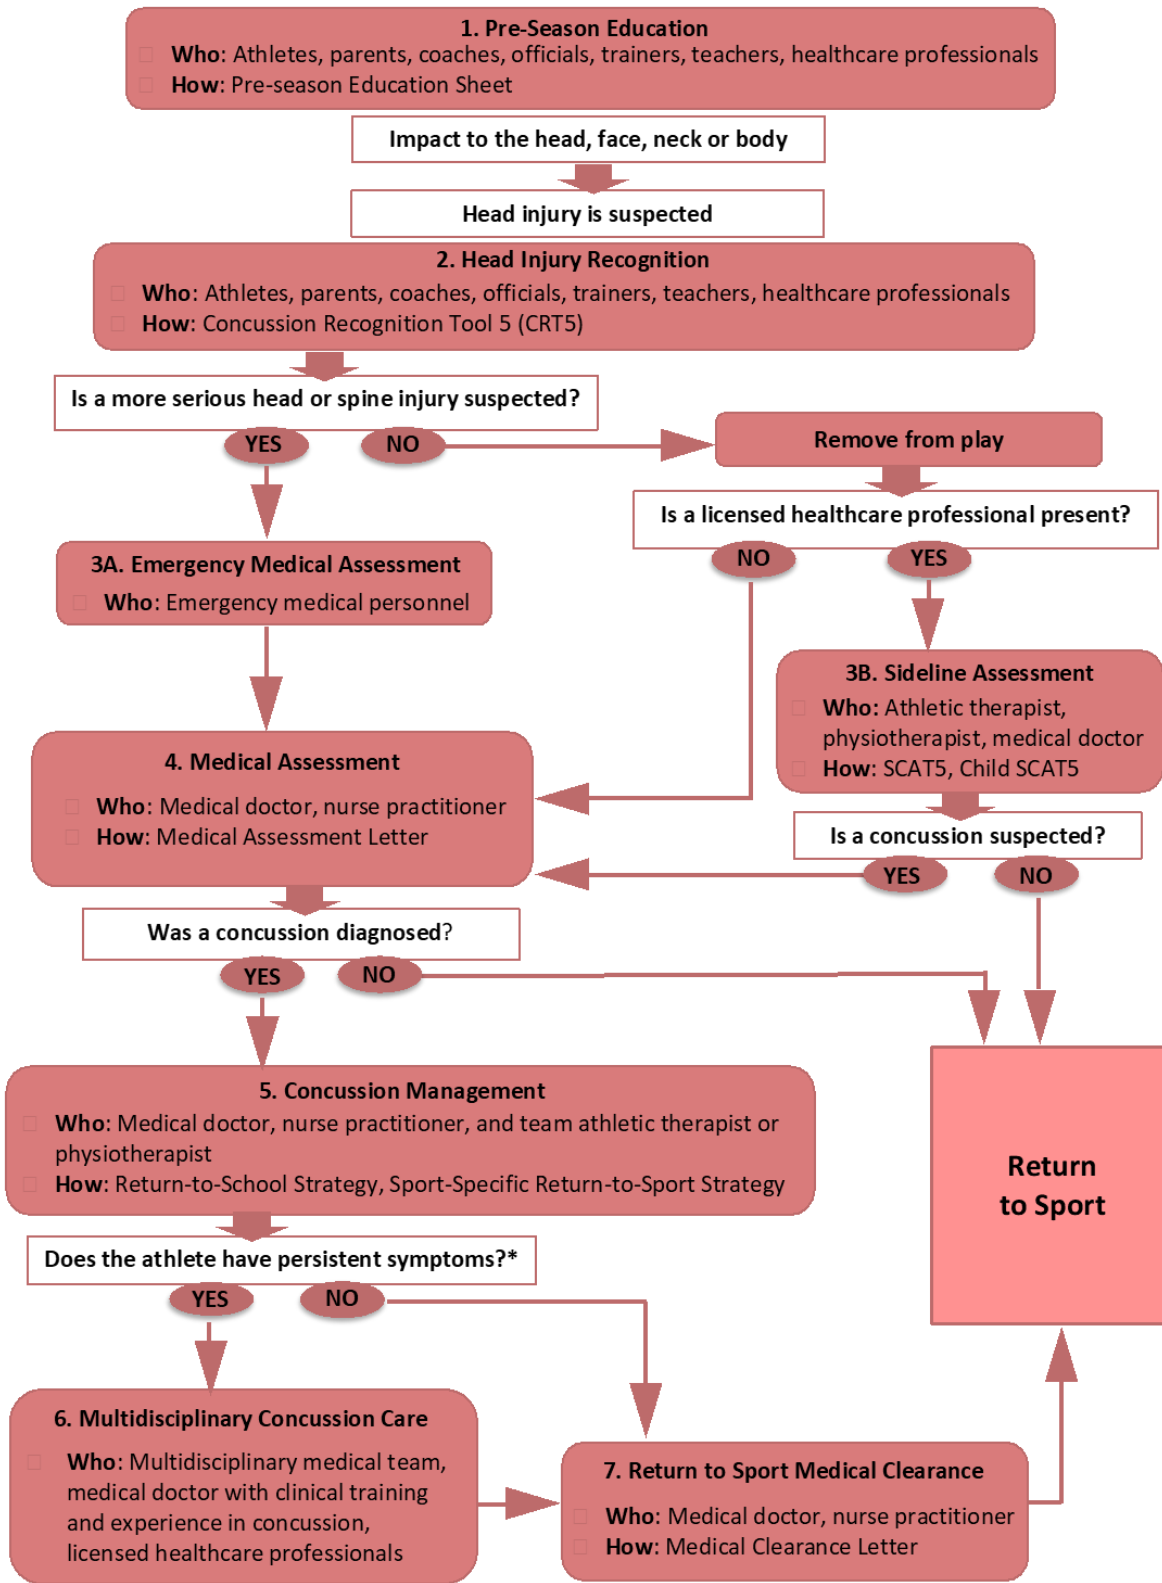 1. Pre-Season Education
Who: Athletes, parents, coaches, officials, trainers, teachers, healthcare professionals
How: Pre-season Education Sheet
Impact to the head, face, neck or body
Head injury is suspected
2. Head Injury Recognition
Who: Athletes, parents, coaches, officials, trainers, teachers, healthcare professionals
How: Concussion Recognition Tool 5 (CRT5)
Is a more serious head or spine injury suspected?
YES
NO
Remove from play
Is a licensed healthcare professional present?
NO
YES
3A. Emergency Medical Assessment
Who: Emergency medical personnel
3B. Sideline Assessment
Who: Athletic therapist,
physiotherapist, medical doctor
How: SCAT5, Child SCAT5
4. Medical Assessment
Who: Medical doctor, nurse practitioner
How: Medical Assessment Letter
Is a concussion suspected?
YES
NO
Was a concussion diagnosed?
YES
NO
5. Concussion Management
Who: Medical doctor, nurse practitioner, and team athletic therapist or
physiotherapist
How: Return-to-School Strategy, Sport-Specific Return-to-Sport Strategy
Return
to Sport
Does the athlete have persistent symptoms?*
YES
NO
6. Multidisciplinary Concussion Care
Who: Multidisciplinary medical team,
medical doctor with clinical training
and experience in concussion,
licensed healthcare professionals
7. Return to Sport Medical Clearance
Who: Medical doctor, nurse practitioner
How: Medical Clearance Letter